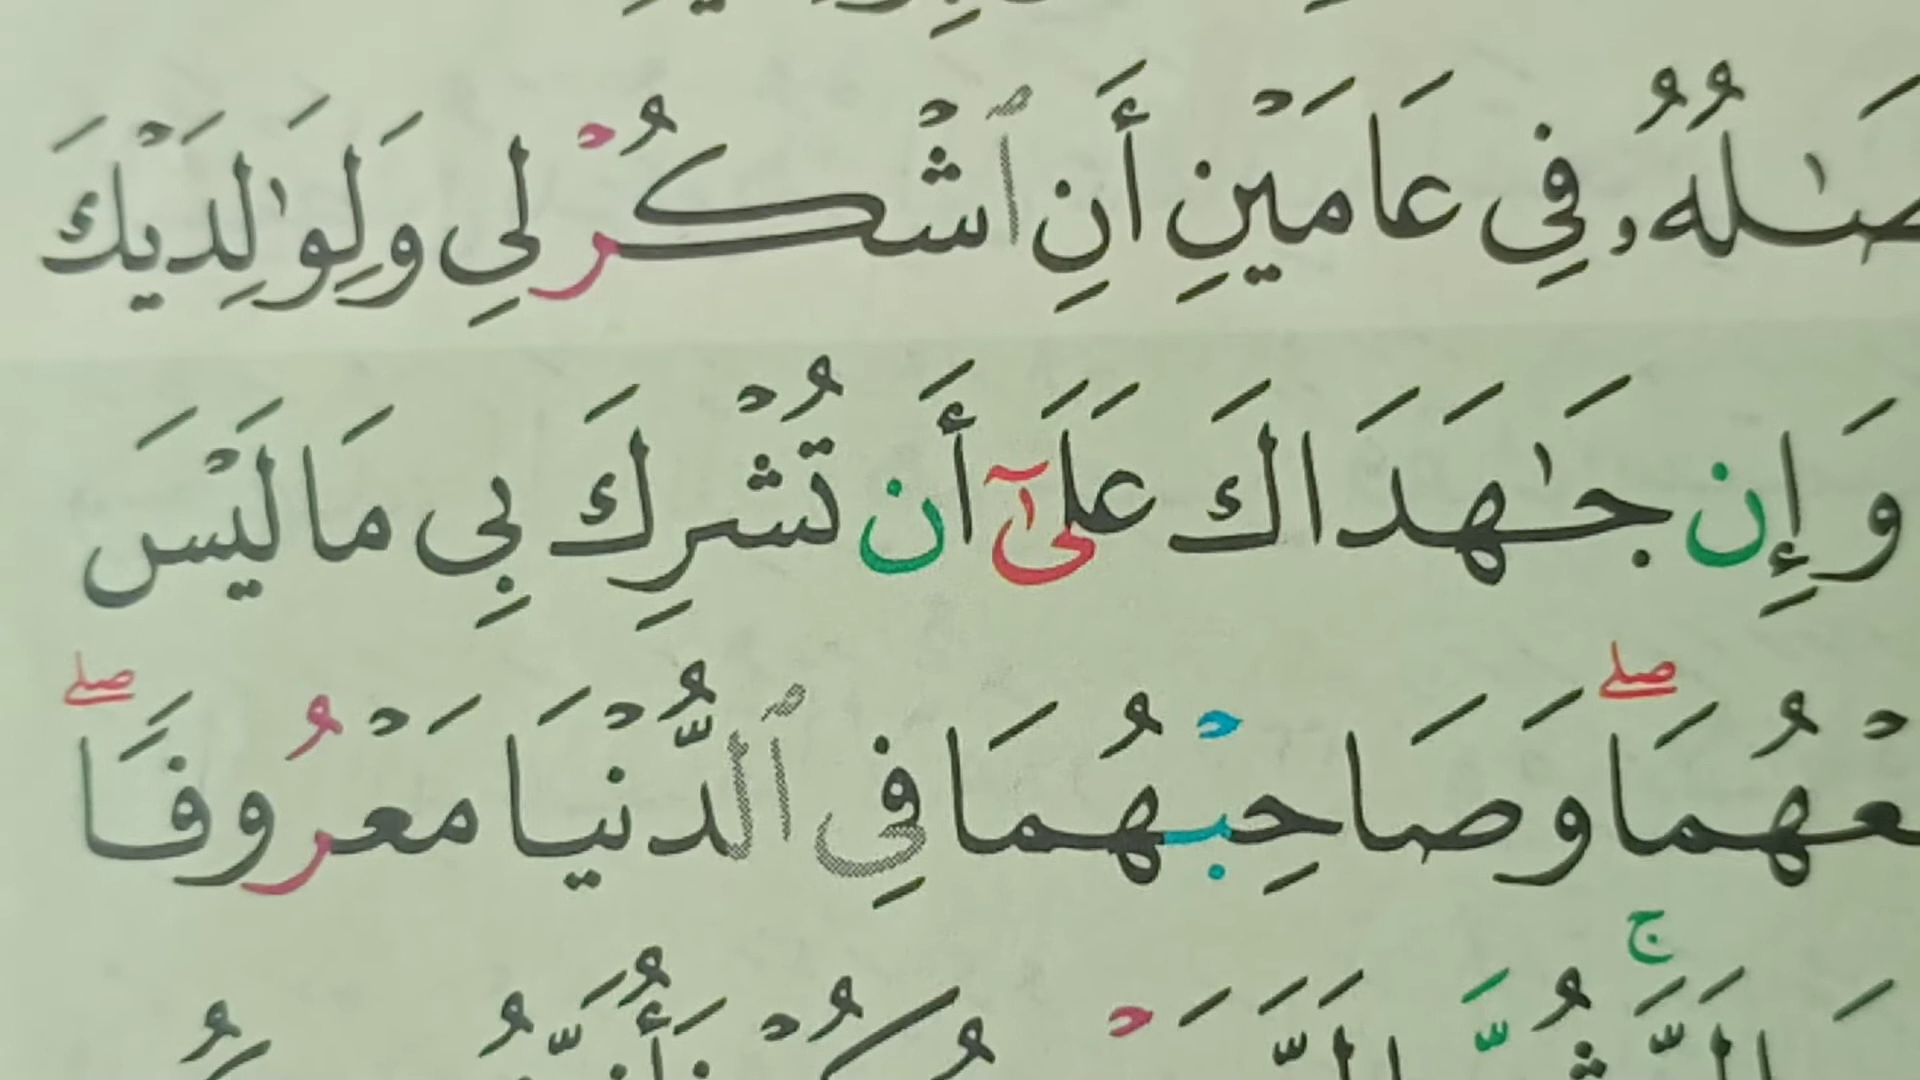 صَٰلُهُۥ فِي عَامَيْنِ أَنِ ٱشْكُرْ لِي وَلِوَٰلِدَيْكَ
وَإِن جَٰهَدَاكَ عَلَىٰٓ أَن تُشْرِكَ بِي مَا لَيْسَ
عْهُمَا ۖ وَصَاحِبْهُمَا فِي ٱلدُّنْيَا مَعْرُوفًا ۖ